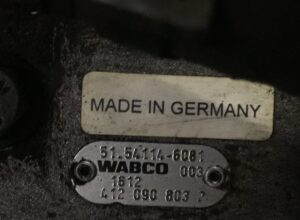 MADE IN GERMANY
51.54114-6081
WABCO 003
1612
412 090 803 2